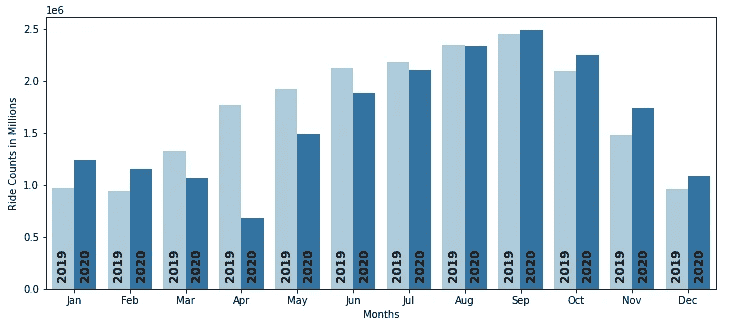 1e6
2.5
2.0
1.5
1.0
0.5
0.0
Ride Counts in Millions
2019 2020 2019 2020 2019 2020 2019 2020 2019 2020 2019 2020 2019 2020 2019 2020 2019 2020 2019 2020 2019 2020 2019 2020
Jan Feb Mar Apr May Jun Jul Aug Sep Oct Nov Dec
Months